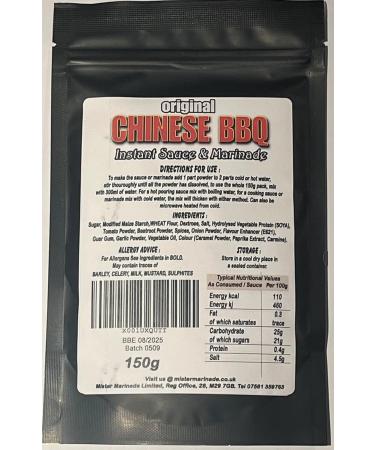 original
CHINESE BBQ
Instant Sauce & Marinade
DIRECTIONS FOR USE :
To make the sauce or marinade add 1 part powder to 2 parts cold or hot water,
stir thouroughly until all the powder has dissolved, to use the whole 150g pack, mix
with 300ml of water. For a hot pouring sauce mix with boiling water, for a cooking sauce or
marinade mix with cold water, the mix will thicken with either method. Can also be
microwave heated from cold.
INGREDIENTS :
Sugar, Modified Maize Starch, WHEAT Flour, Dextrose, Salt, Hydrolysed Vegetable Protein (SOYA),
Tomato Powder, Beetroot Powder, Spices, Onion Powder, Flavour Enhancer (E621),
Guar Gum, Garlic Powder, Vegetable Oil, Colour (Caramel Powder, Paprika Extract, Carmine).
ALLERGY ADVICE :
For Allergens See ingredients in BOLD.
May contain traces of
BARLEY, CELERY, MILK, MUSTARD, SULPHITES
STORAGE :
Store in a cool dry place in
a sealed container.
Typical Nutritional Values
As Consumed / Sauce Per 100g
Energy kcal 110
Energy kj 460
Fat 0.3
of which saturates trace
Carbohydrate 25g
of which sugars 21g
Protein 0.4g
Salt 4.5g
X001UXQUTT
BBE 08/2025
Batch 0509
150g
Visit us @ mistermarinade.co.uk
Mister Marinade Limited, Reg Office, 28, M29 7GB. Tel 07561 359763